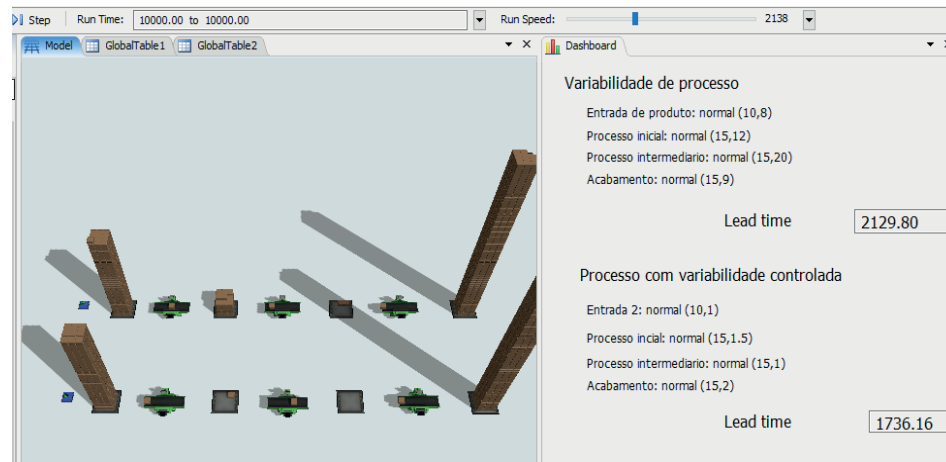 Step Run Time: 10000.00 to 10000.00 Run Speed: 2138
Model GlobalTable1 GlobalTable2
Dashboard
Variabilidade de processo
Entrada de produto: normal (10,8)
Processo inicial: normal (15,12)
Processo intermediario: normal (15,20)
Acabamento: normal (15,9)
Lead time 2129.80
Processo com variabilidade controlada
Entrada 2: normal (10,1)
Processo incial: normal (15,1.5)
Processo intermediario: normal (15,1)
Acabamento: normal (15,2)
Lead time 1736.16